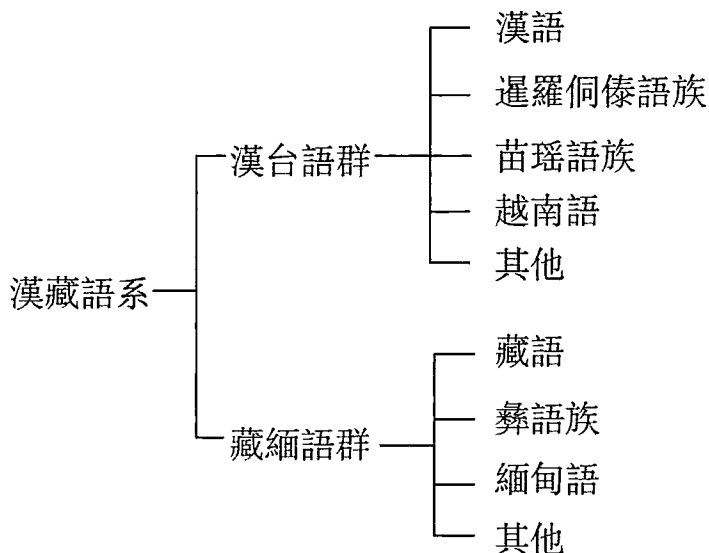 漢藏語系
漢台語群
漢語
暹羅侗傣語族
苗瑶語族
越南語
其他
藏緬語群
藏語
彝語族
緬甸語
其他